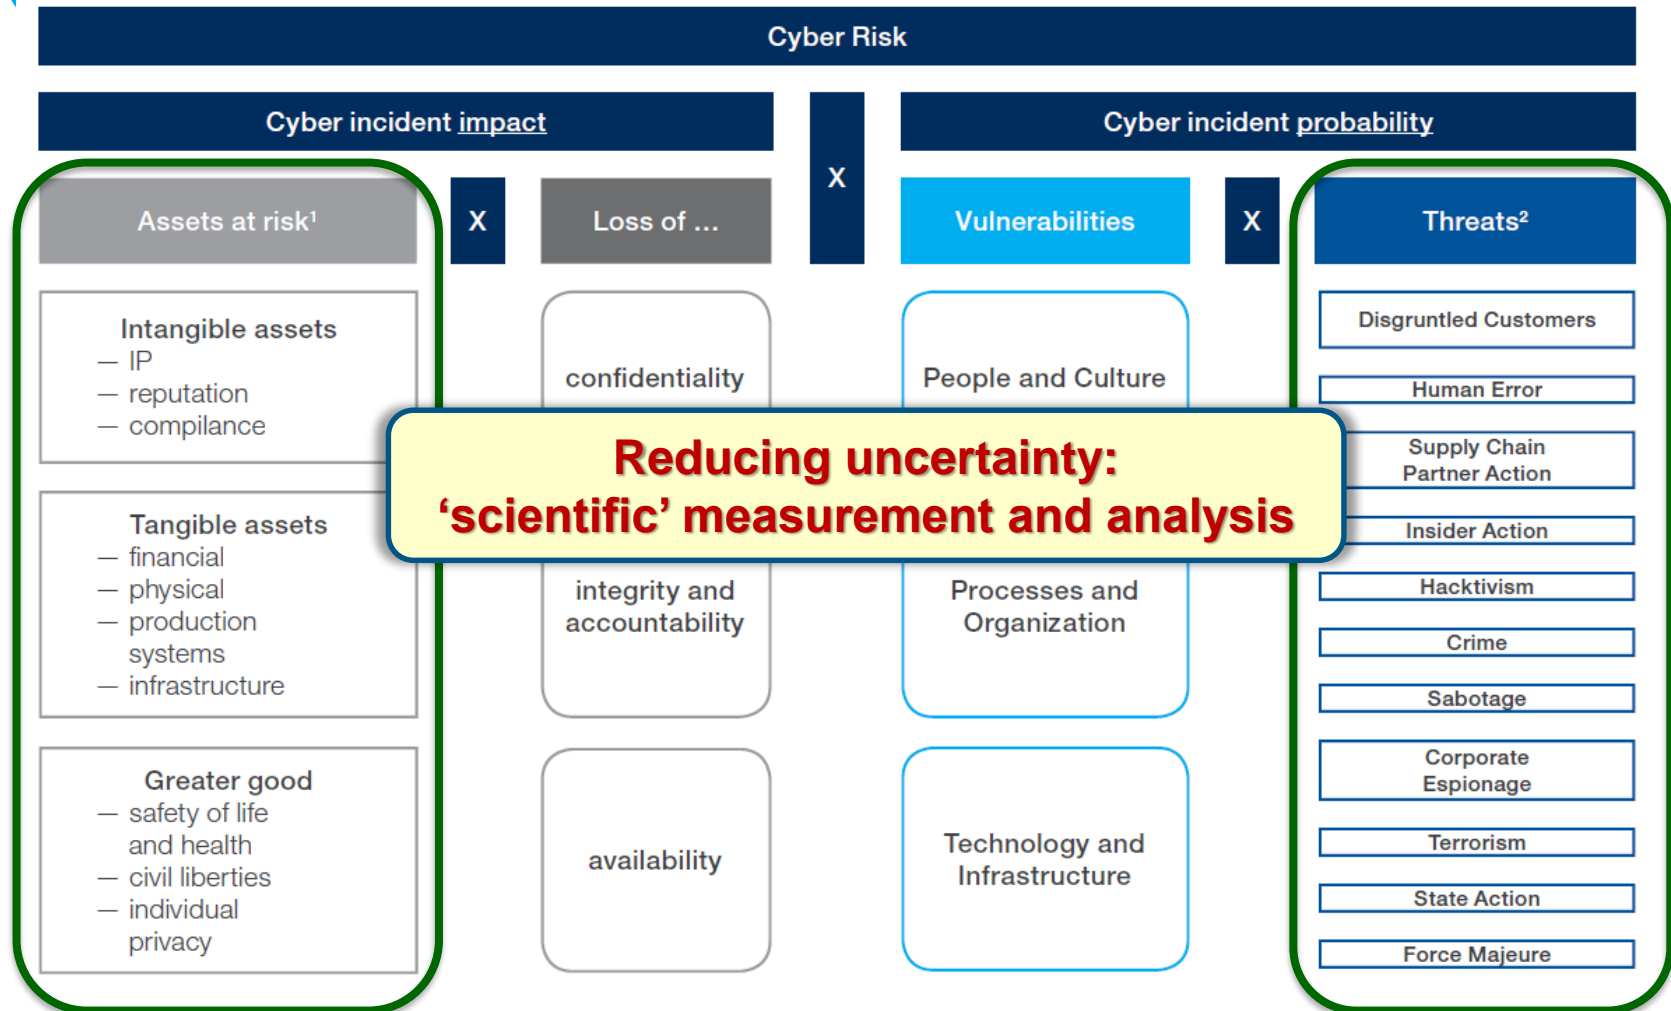 Cyber Risk
Cyber incident impact
X
Cyber incident probability
Assets at risk¹
X
Loss of ...
Vulnerabilities
X
Threats²
Intangible assets
— IP
— reputation
— compilance
Tangible assets
— financial
— physical
— production
systems
— infrastructure
Greater good
— safety of life
and health
— civil liberties
— individual
privacy
confidentiality
integrity and
accountability
availability
People and Culture
Processes and
Organization
Technology and
Infrastructure
Reducing uncertainty:
‘scientific’ measurement and analysis
Disgruntled Customers
Human Error
Supply Chain
Partner Action
Insider Action
Hacktivism
Crime
Sabotage
Corporate
Espionage
Terrorism
State Action
Force Majeure